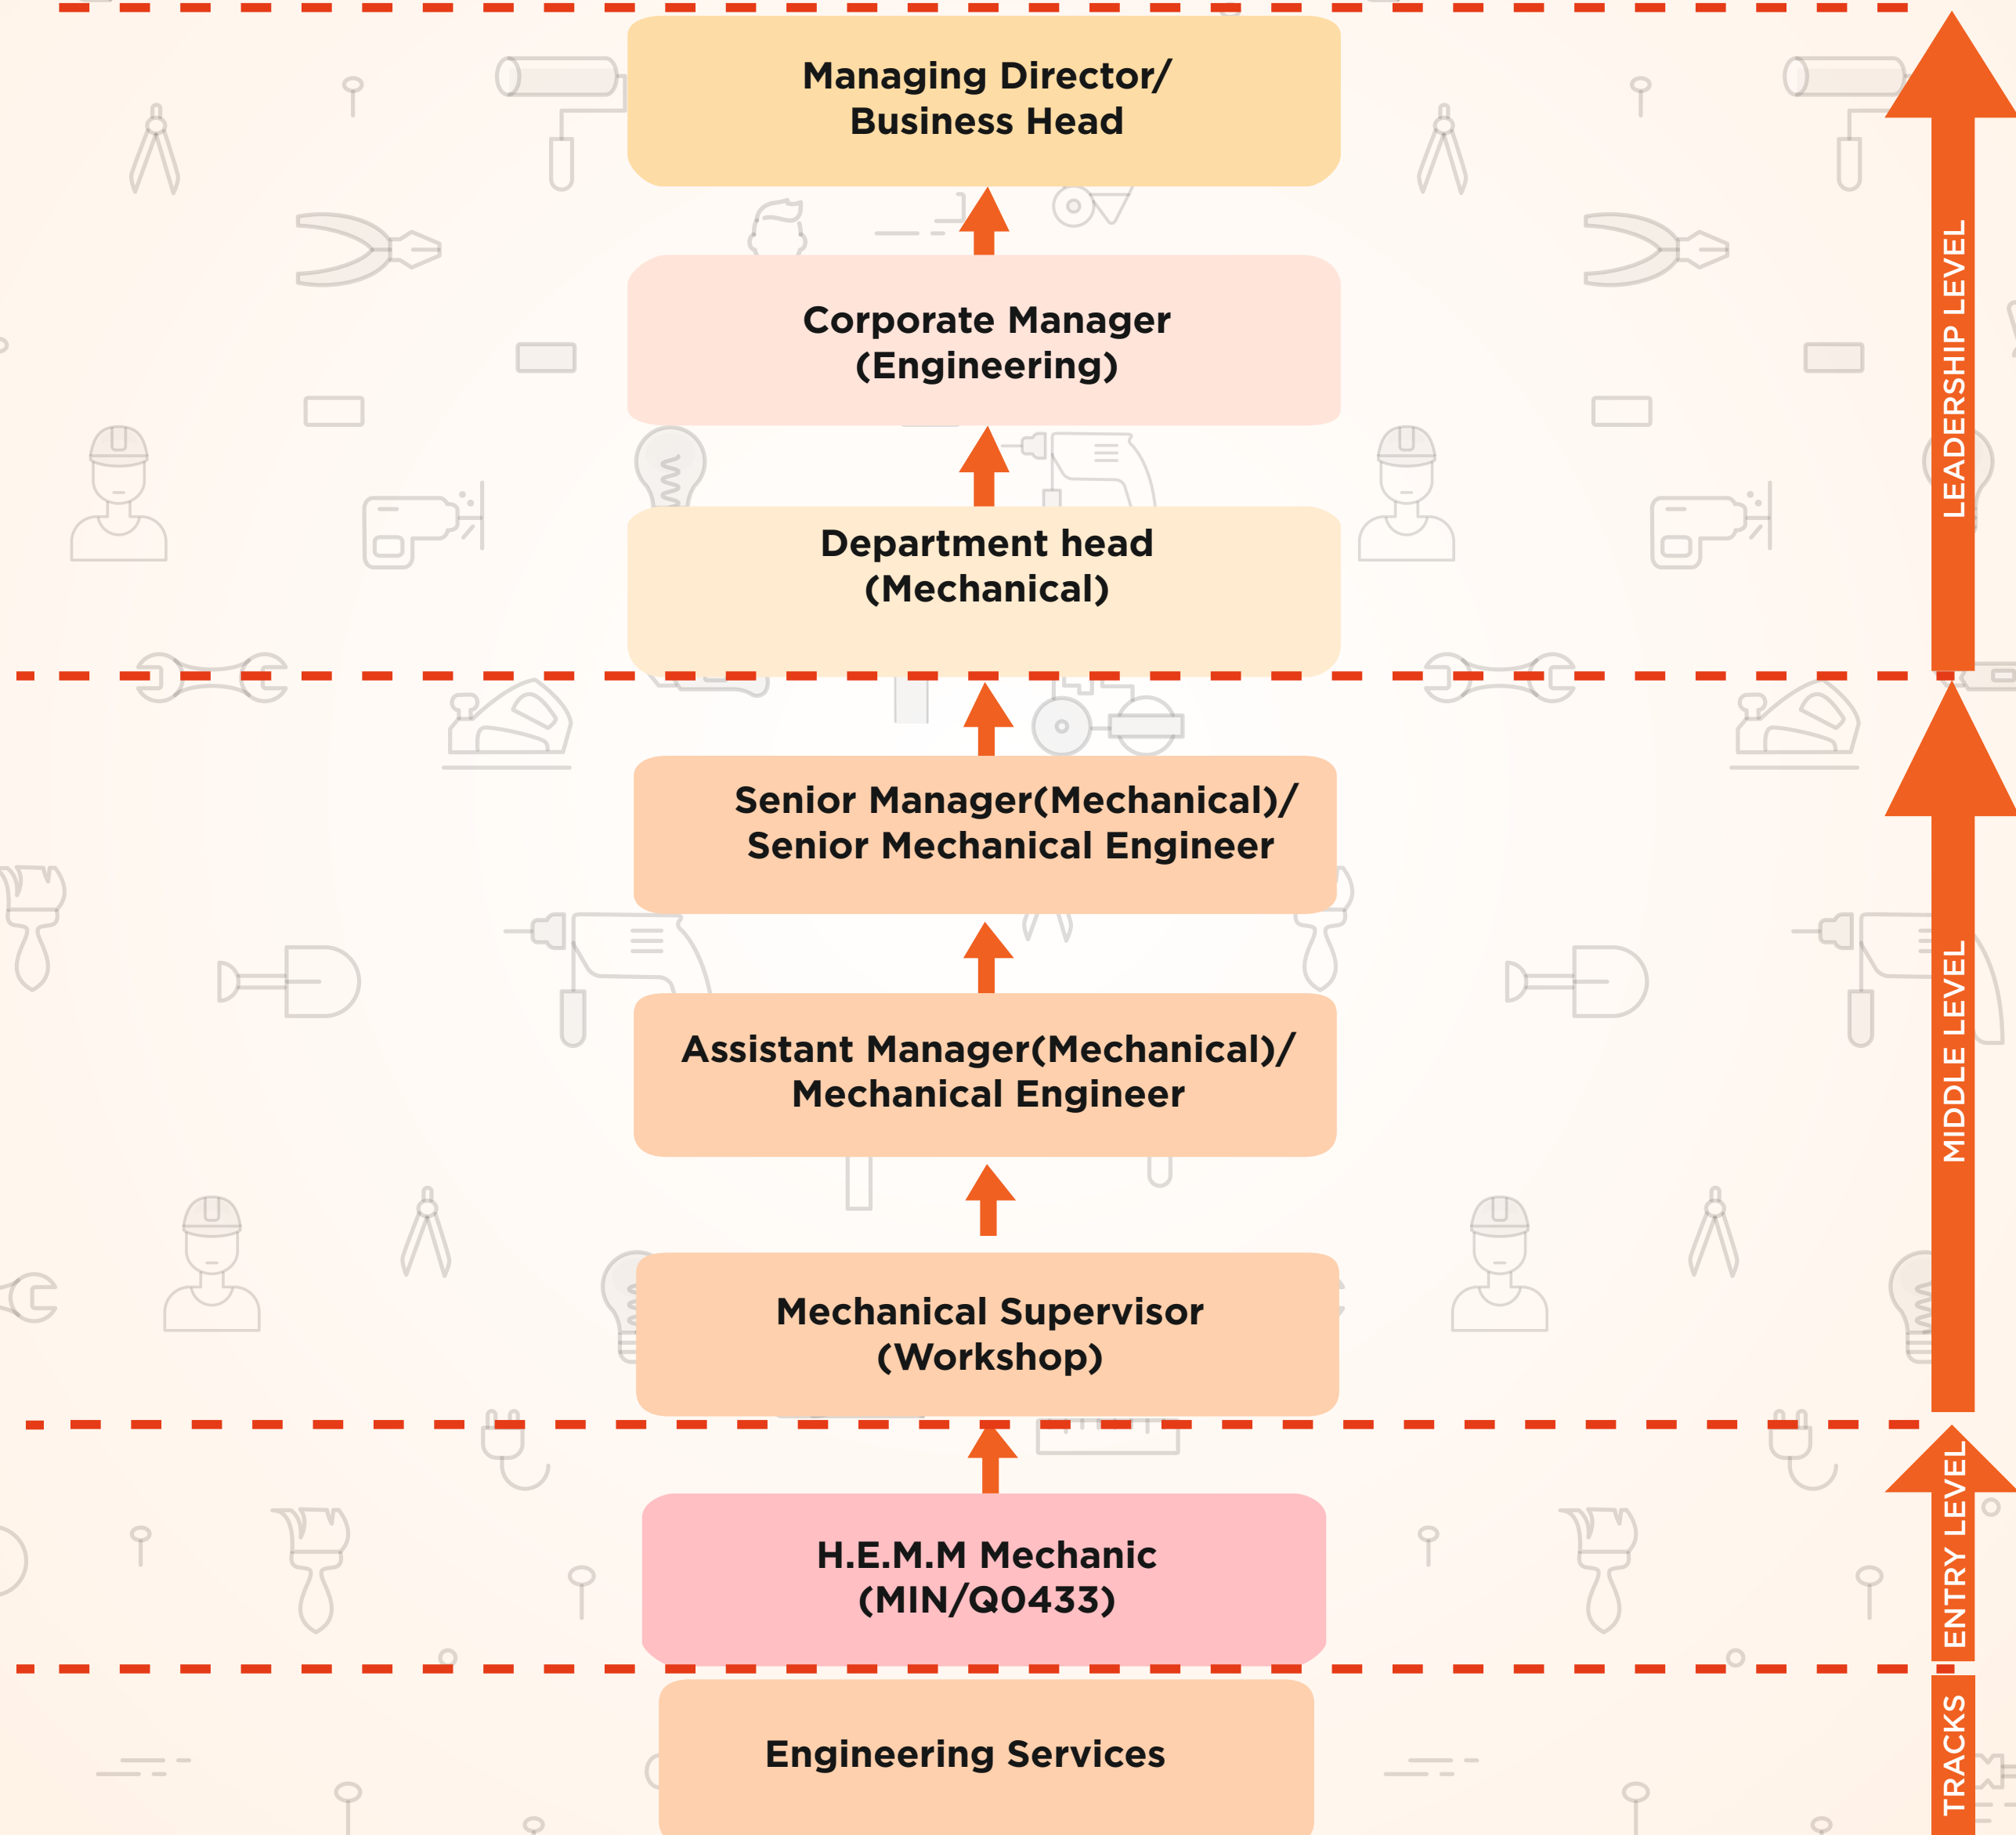 Managing Director/
Business Head
Corporate Manager
(Engineering)
Department head
(Mechanical)
LEADERSHIP LEVEL
Senior Manager(Mechanical)/
Senior Mechanical Engineer
Assistant Manager(Mechanical)/
Mechanical Engineer
Mechanical Supervisor
(Workshop)
MIDDLE LEVEL
H.E.M.M Mechanic
(MIN/Q0433)
ENTRY LEVEL
Engineering Services
TRACKS